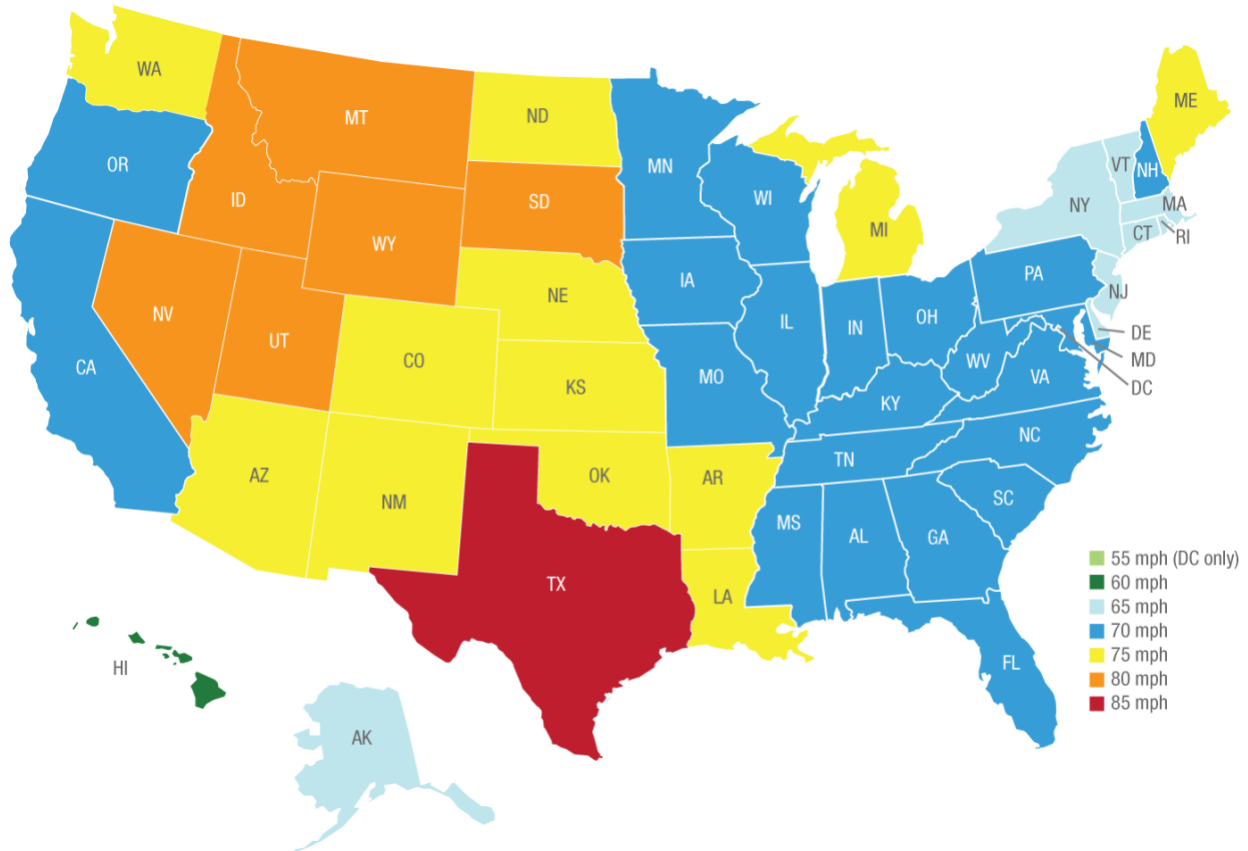 WA
MT
ND
ME
OR
MN
VT
NH
ID
SD
WI
NY
MA
WY
MI
CT
RI
PA
IA
NE
NJ
NV
IL
IN
OH
UT
DE
CO
MD
CA
WV
DC
KS
MO
VA
KY
NC
TN
AZ
OK
AR
NM
SC
MS
AL
GA
TX
LA
HI
FL
AK
55 mph (DC only)
60 mph
65 mph
70 mph
75 mph
80 mph
85 mph